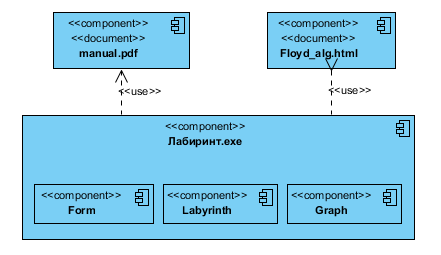 <<component>>
<<document>>
manual.pdf
<<component>>
<<document>>
Floyd_alg.html
<<use>>
<<use>>
<<component>>
Лабиринт.exe
<<component>>
Form
<<component>>
Labyrinth
<<component>>
Graph